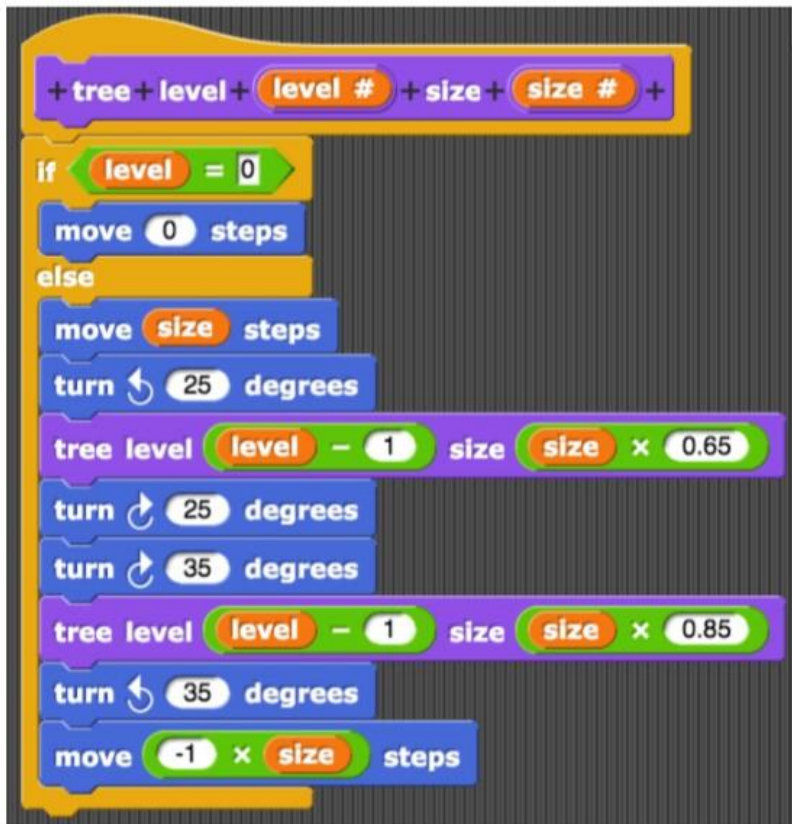 + tree + level + level # + size + size # +
if level = 0
move 0 steps
else
move size steps
turn ↺ 25 degrees
tree level level − 1 size size × 0.65
turn ↻ 25 degrees
turn ↻ 35 degrees
tree level level − 1 size size × 0.85
turn ↺ 35 degrees
move -1 × size steps